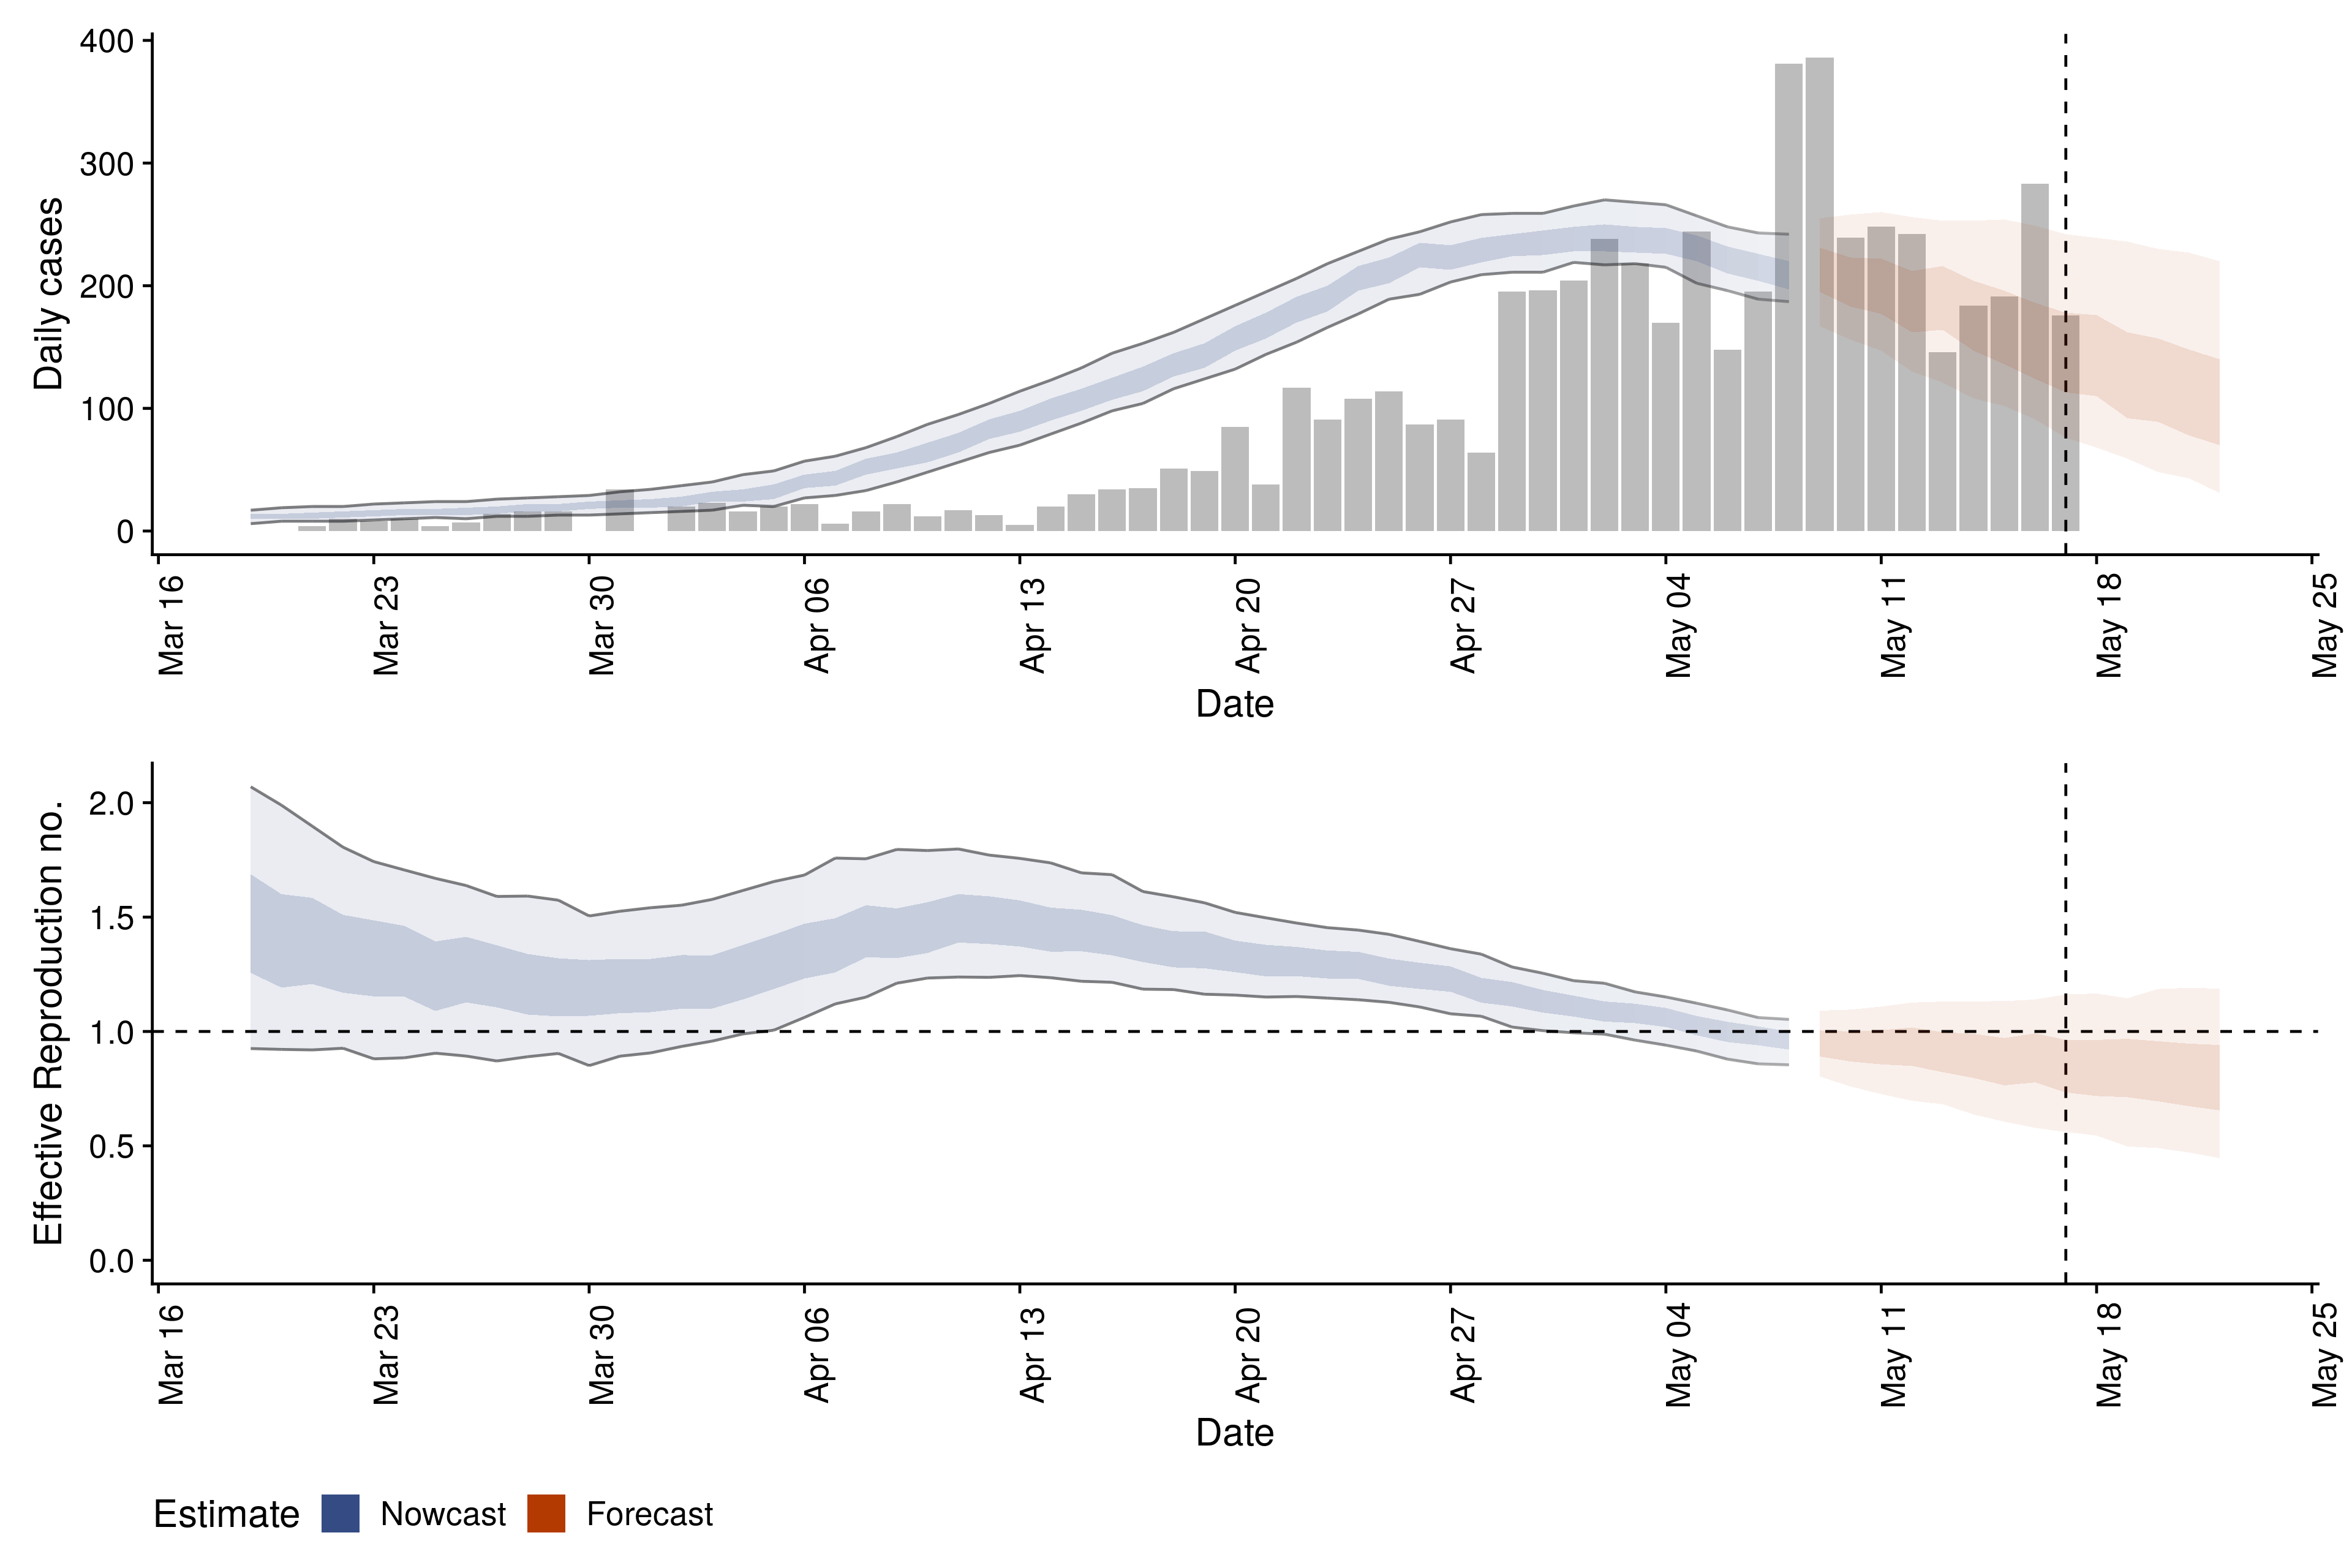 400
300
200
100
0
Daily cases
Mar 16
Mar 23
Mar 30
Apr 06
Apr 13
Apr 20
Apr 27
May 04
May 11
May 18
May 25
Date
2.0
1.5
1.0
0.5
0.0
Effective Reproduction no.
Mar 16
Mar 23
Mar 30
Apr 06
Apr 13
Apr 20
Apr 27
May 04
May 11
May 18
May 25
Date
Estimate Nowcast Forecast